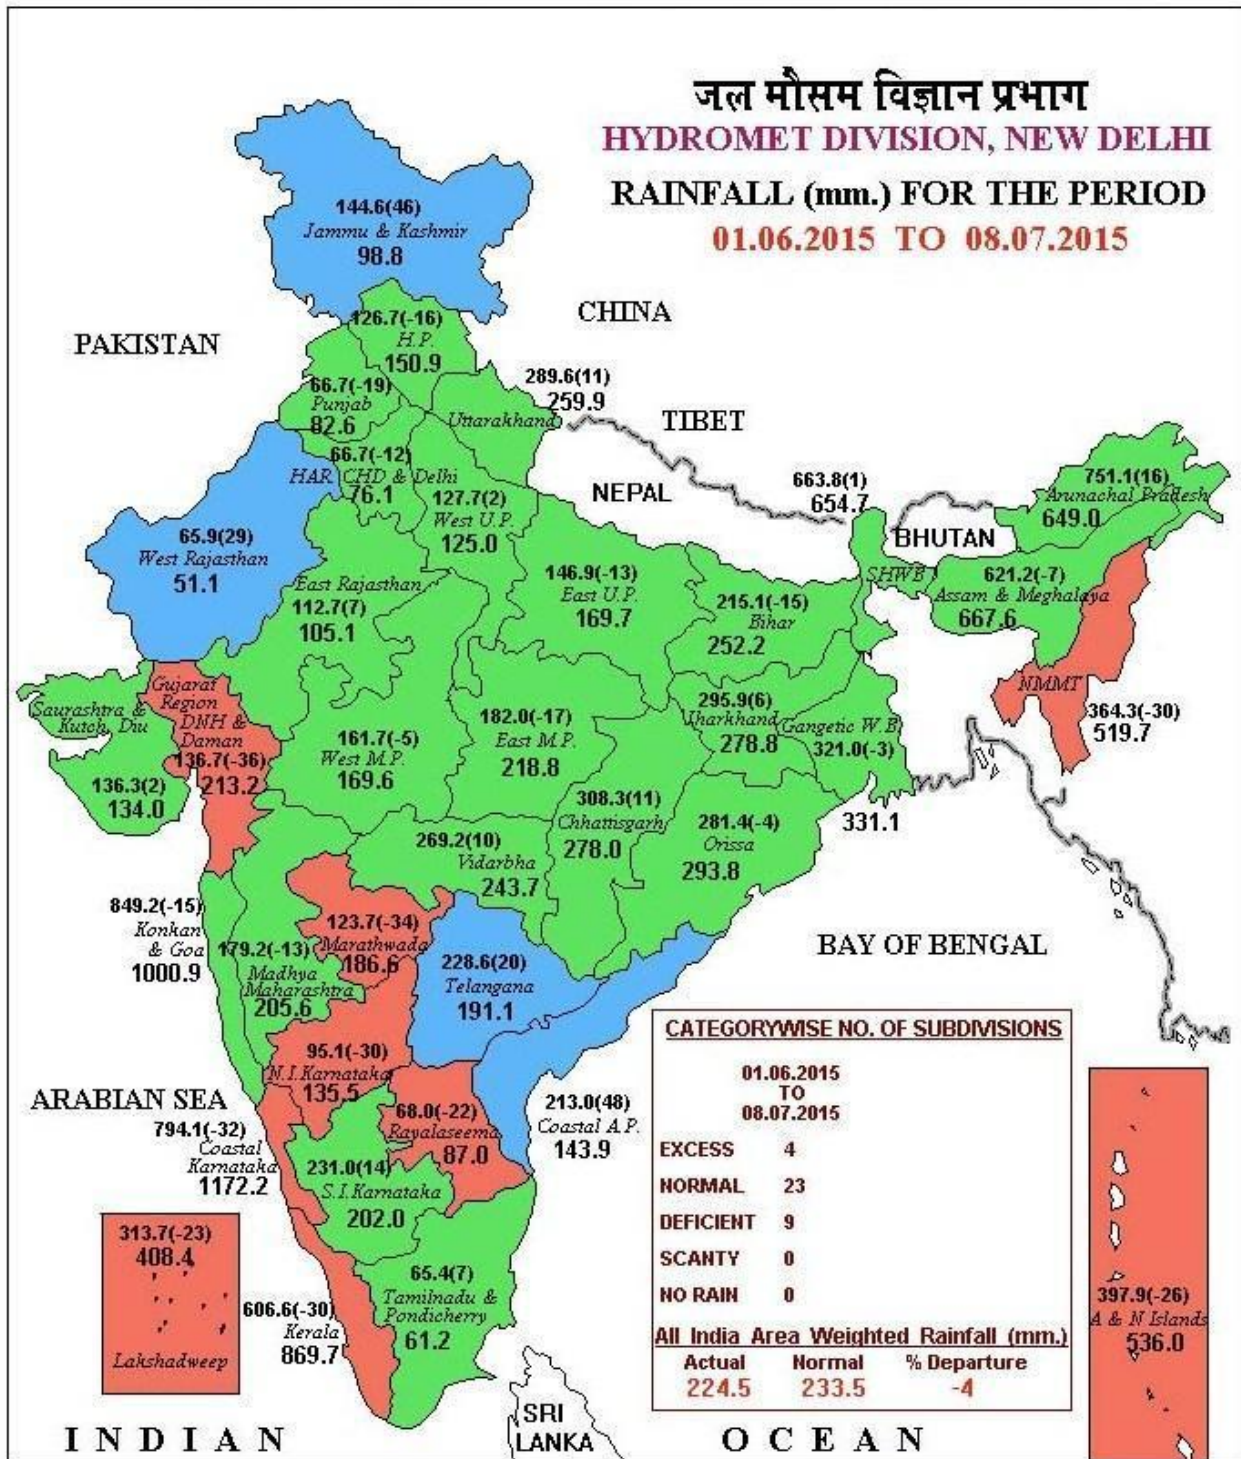 जल मौसम विज्ञान प्रभाग
HYDROMET DIVISION, NEW DELHI
RAINFALL (mm.) FOR THE PERIOD
01.06.2015 TO 08.07.2015
144.6(46)
Jammu & Kashmir
98.8
CHINA
PAKISTAN
126.7(-16)
H.P.
150.9
66.7(-19)
Punjab
82.6
289.6(11)
259.9
Uttarakhand
TIBET
66.7(-12)
HAR. CHD & Delhi
76.1
127.7(2)
West U.P.
125.0
NEPAL
663.8(1)
654.7
BHUTAN
SHWB
751.1(16)
Arunachal Pradesh
649.0
65.9(29)
West Rajasthan
51.1
East Rajasthan
112.7(7)
105.1
146.9(-13)
East U.P.
169.7
215.1(-15)
Bihar
252.2
621.2(-7)
Assam & Meghalaya
667.6
NMMT
364.3(-30)
519.7
Saurashtra &
Kutch, Diu
136.3(2)
134.0
Gujarat
Region
DNH &
Daman
136.7(-36)
213.2
161.7(-5)
West M.P.
169.6
182.0(-17)
East M.P.
218.8
295.9(6)
Jharkhand
278.8
Gangetic W.B
321.0(-3)
331.1
308.3(11)
Chhattisgarh
278.0
281.4(-4)
Orissa
293.8
269.2(10)
Vidarbha
243.7
849.2(-15)
Konkan
& Goa
1000.9
179.2(-13)
Madhya
Maharashtra
205.6
123.7(-34)
Marathwada
186.6
228.6(20)
Telangana
191.1
BAY OF BENGAL
95.1(-30)
N.I.Karnataka
135.5
ARABIAN SEA
794.1(-32)
Coastal
Karnataka
1172.2
68.0(-22)
Rayalaseema
87.0
213.0(48)
Coastal A.P.
143.9
231.0(14)
S.I.Karnataka
202.0
313.7(-23)
408.4
Lakshadweep
606.6(-30)
Kerala
869.7
65.4(7)
Tamilnadu &
Pondicherry
61.2
CATEGORYWISE NO. OF SUBDIVISIONS
01.06.2015
TO
08.07.2015
EXCESS 4
NORMAL 23
DEFICIENT 9
SCANTY 0
NO RAIN 0
All India Area Weighted Rainfall (mm.)
Actual Normal % Departure
224.5 233.5 -4
397.9(-26)
A & N Islands
536.0
SRI
LANKA
INDIAN OCEAN